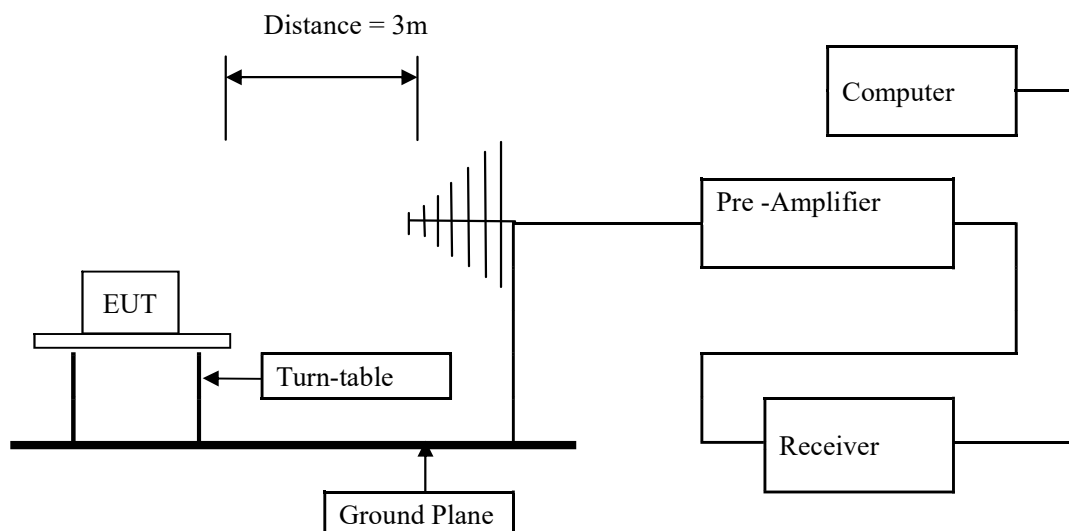 Distance = 3m
Computer
Pre -Amplifier
EUT
Turn-table
Receiver
Ground Plane